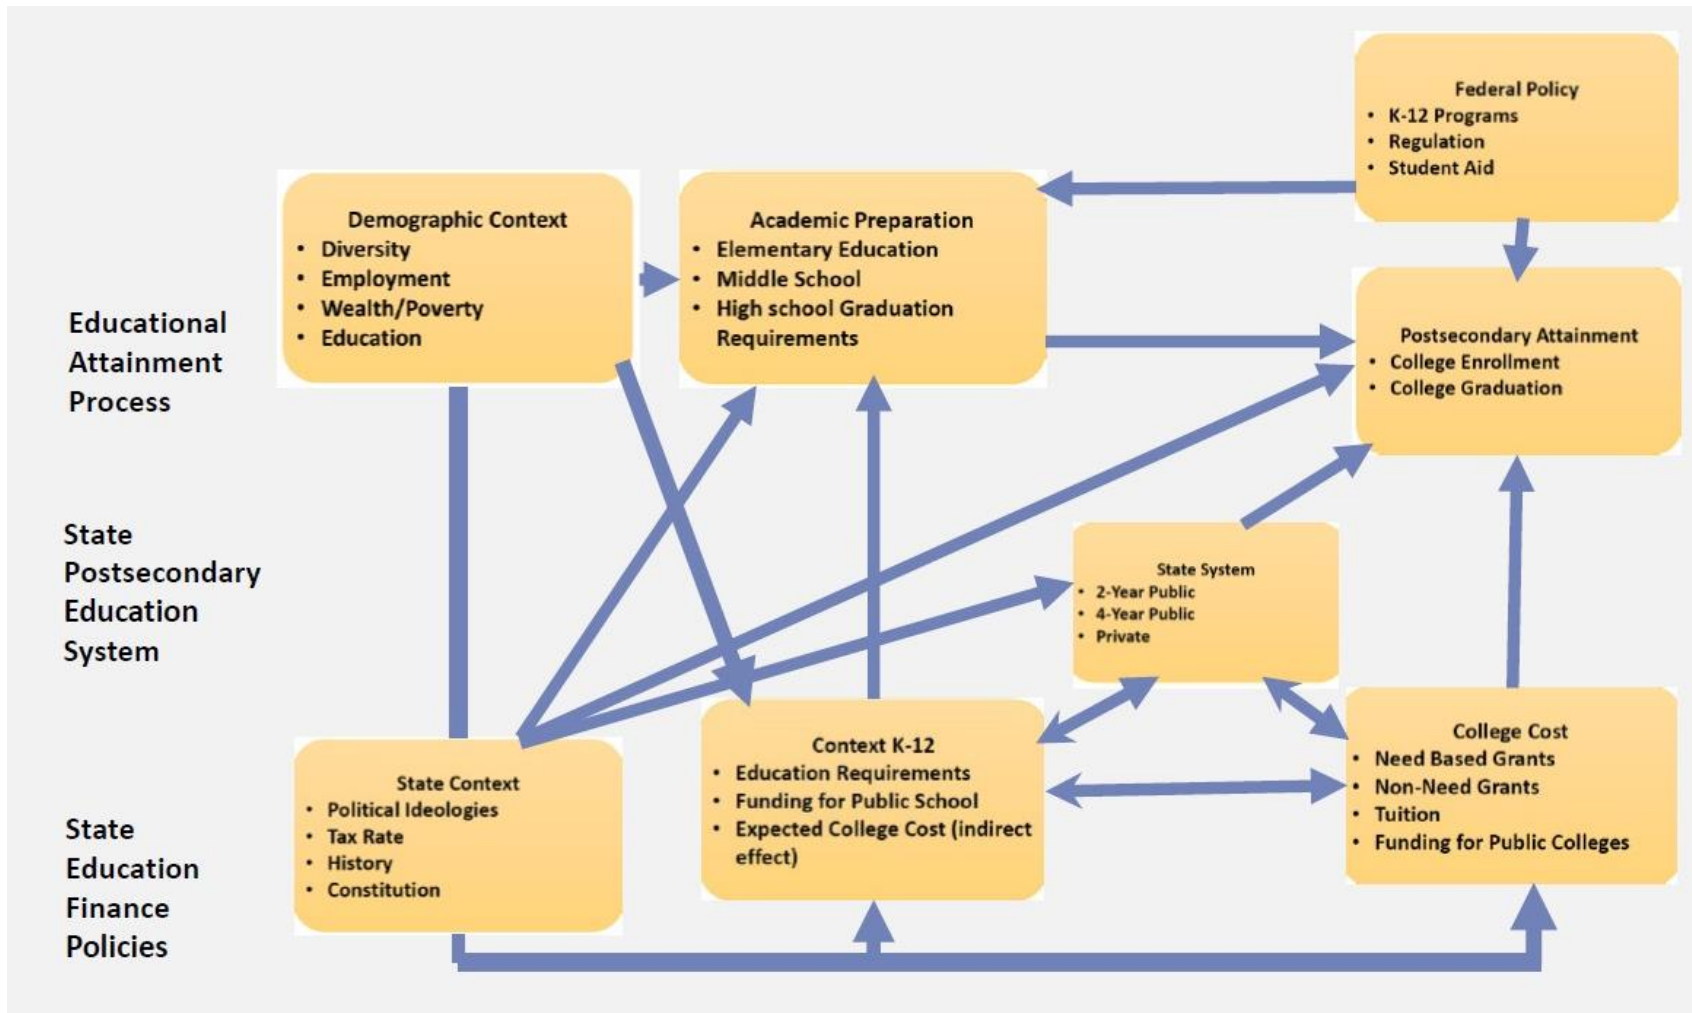 Federal Policy
• K-12 Programs
• Regulation
• Student Aid
Demographic Context
• Diversity
• Employment
• Wealth/Poverty
• Education
Academic Preparation
• Elementary Education
• Middle School
• High school Graduation
Requirements
Educational
Attainment
Process
Postsecondary Attainment
• College Enrollment
• College Graduation
State
Postsecondary
Education
System
State System
• 2-Year Public
• 4-Year Public
• Private
State Context
• Political Ideologies
• Tax Rate
• History
• Constitution
Context K-12
• Education Requirements
• Funding for Public School
• Expected College Cost (indirect
effect)
College Cost
• Need Based Grants
• Non-Need Grants
• Tuition
• Funding for Public Colleges
State
Education
Finance
Policies